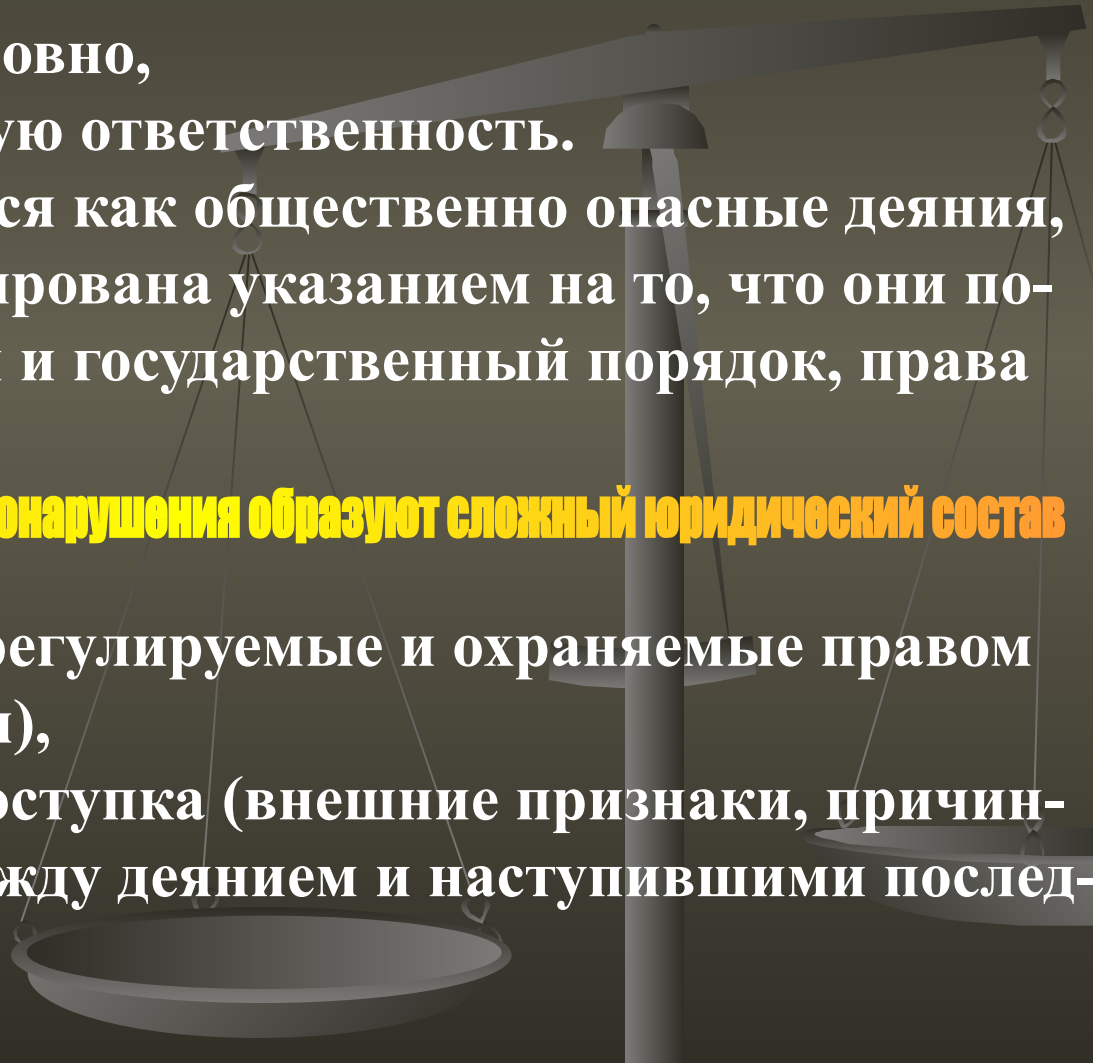 овно,
ую ответственность.
ся как общественно опасные деяния,
ирована указанием на то, что они по-
и государственный порядок, права
онарушения образуют сложный юридический состав
регулируемые и охраняемые правом
),
оступка (внешние признаки, причин-
жду деянием и наступившими послед-